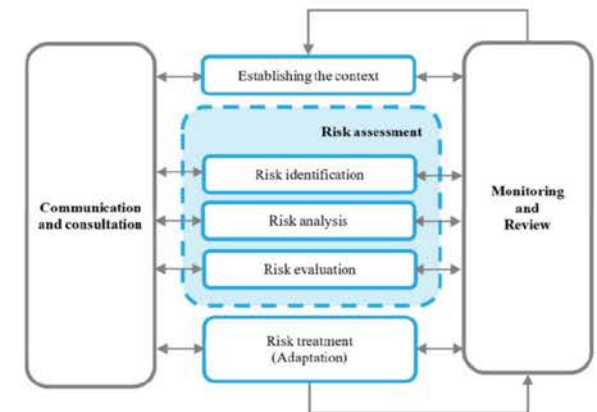 Establishing the context
Risk assessment
Risk identification
Risk analysis
Risk evaluation
Risk treatment
(Adaptation)
Communication
and consultation
Monitoring
and
Review